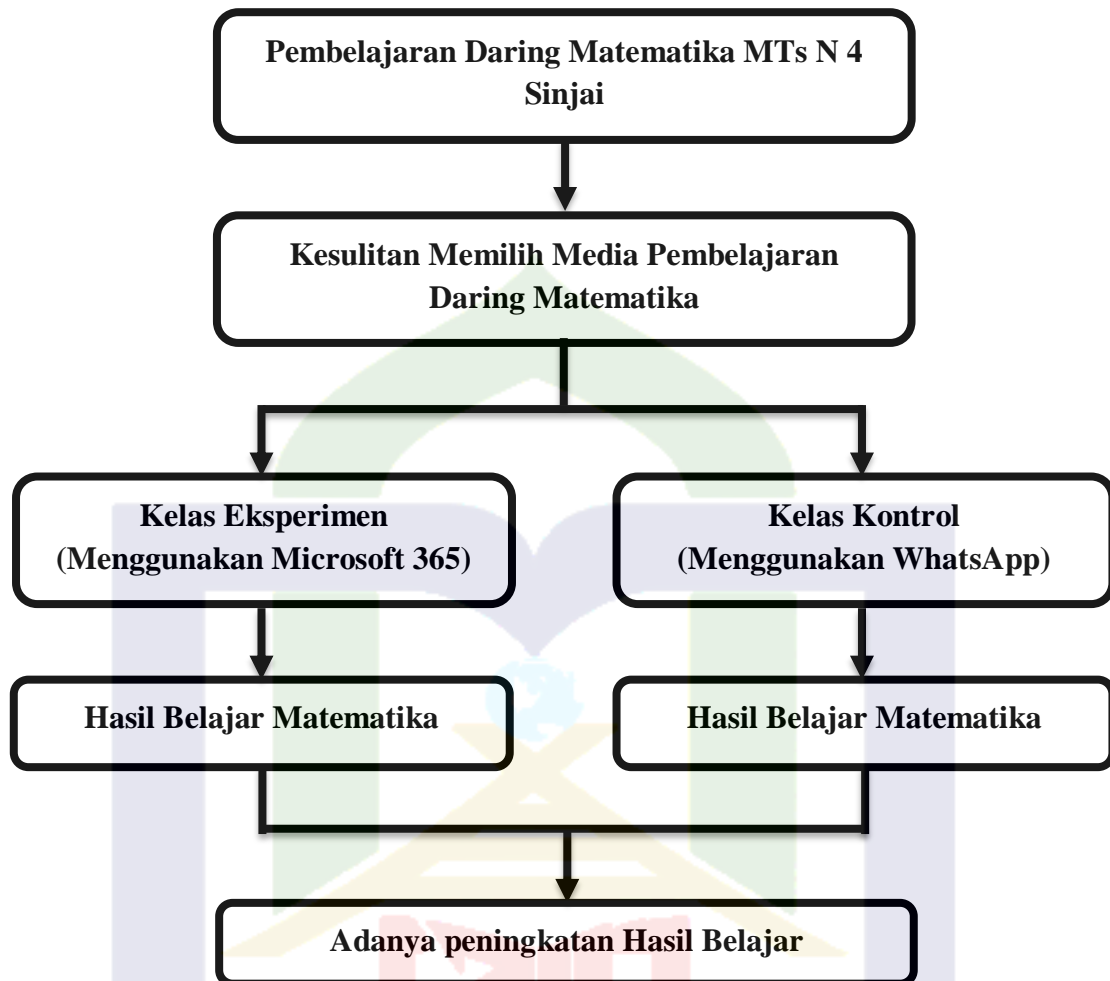 Pembelajaran Daring Matematika MTs N 4
Sinjai
Kesulitan Memilih Media Pembelajaran
Daring Matematika
Kelas Eksperimen
(Menggunakan Microsoft 365)
Kelas Kontrol
(Menggunakan WhatsApp)
Hasil Belajar Matematika
Hasil Belajar Matematika
Adanya peningkatan Hasil Belajar